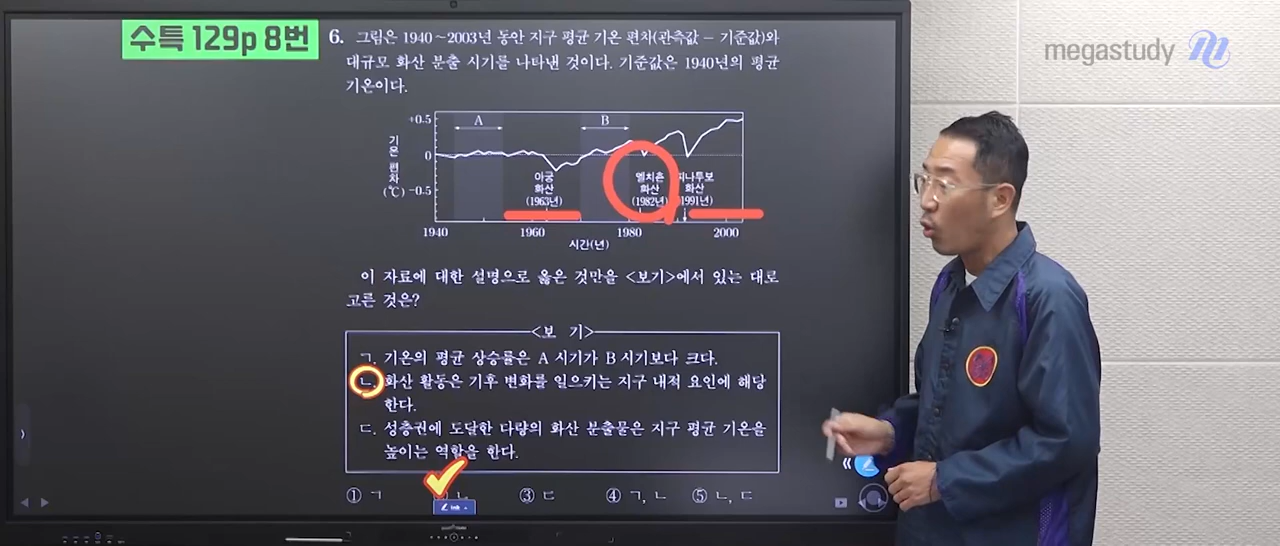 수특 129p 8번
megastudy
6. 그림은 1940~2003년 동안 지구 평균 기온 편차(관측값 - 기준값)와
대규모 화산 분출 시기를 나타낸 것이다. 기준값은 1940년의 평균
기온이다.
+0.5
0
-0.5
기온 편차(℃)
A
B
아궁
화산
(1963년)
엘치촌
화산
(1982년)
피나투보
화산
(1991년)
1940
1960
1980
2000
시간(년)
이 자료에 대한 설명으로 옳은 것만을 <보기>에서 있는 대로
고른 것은?
<보 기>
ㄱ. 기온의 평균 상승률은 A 시기가 B 시기보다 크다.
ㄴ. 화산 활동은 기후 변화를 일으키는 지구 내적 요인에 해당
한다.
ㄷ. 성층권에 도달한 다량의 화산 분출물은 지구 평균 기온을
높이는 역할을 한다.
① ㄱ
ㄴ
③ ㄷ
④ ㄱ, ㄴ
⑤ ㄴ, ㄷ